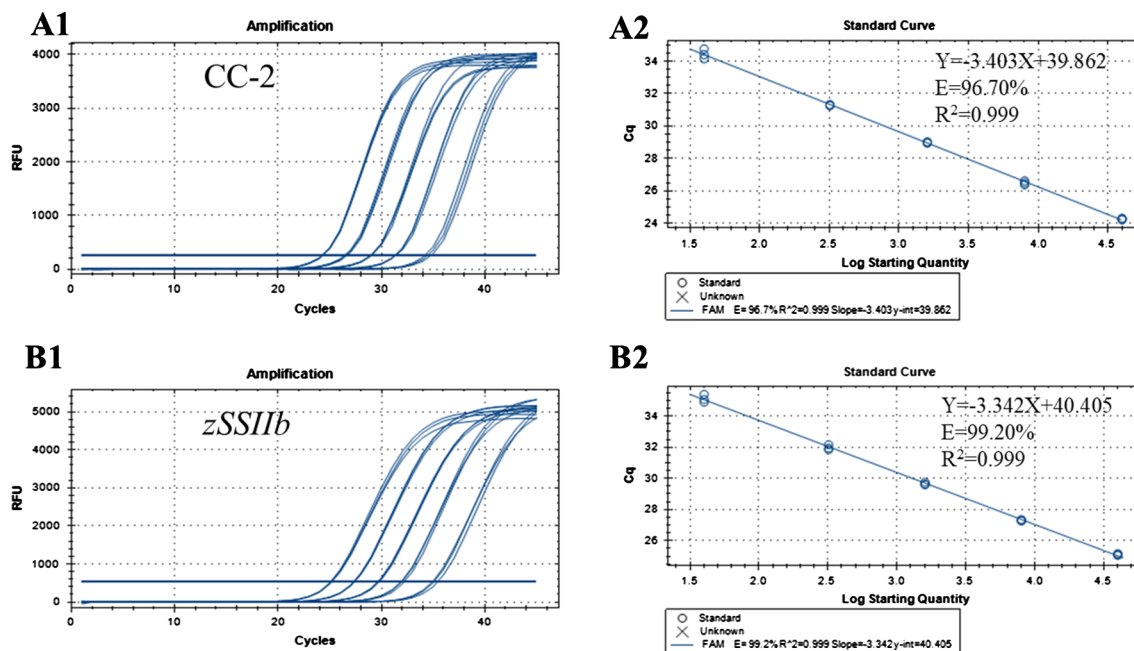 A1
Amplification
4000
3000
2000
1000
0
RFU
CC-2
0
10
20
30
40
Cycles
A2
Standard Curve
34
32
30
28
26
24
Cq
Y=-3.403X+39.862
E=96.70%
R²=0.999
1.5
2.0
2.5
3.0
3.5
4.0
4.5
Log Starting Quantity
Standard
Unknown
FAM E= 96.7% R^2=0.999 Slope=-3.403 y-int=39.862
B1
Amplification
5000
4000
3000
2000
1000
0
RFU
zSSIIb
0
10
20
30
40
Cycles
B2
Standard Curve
34
32
30
28
26
Cq
Y=-3.342X+40.405
E=99.20%
R²=0.999
1.5
2.0
2.5
3.0
3.5
4.0
4.5
Log Starting Quantity
Standard
Unknown
FAM E= 99.2% R^2=0.999 Slope=-3.342 y-int=40.405